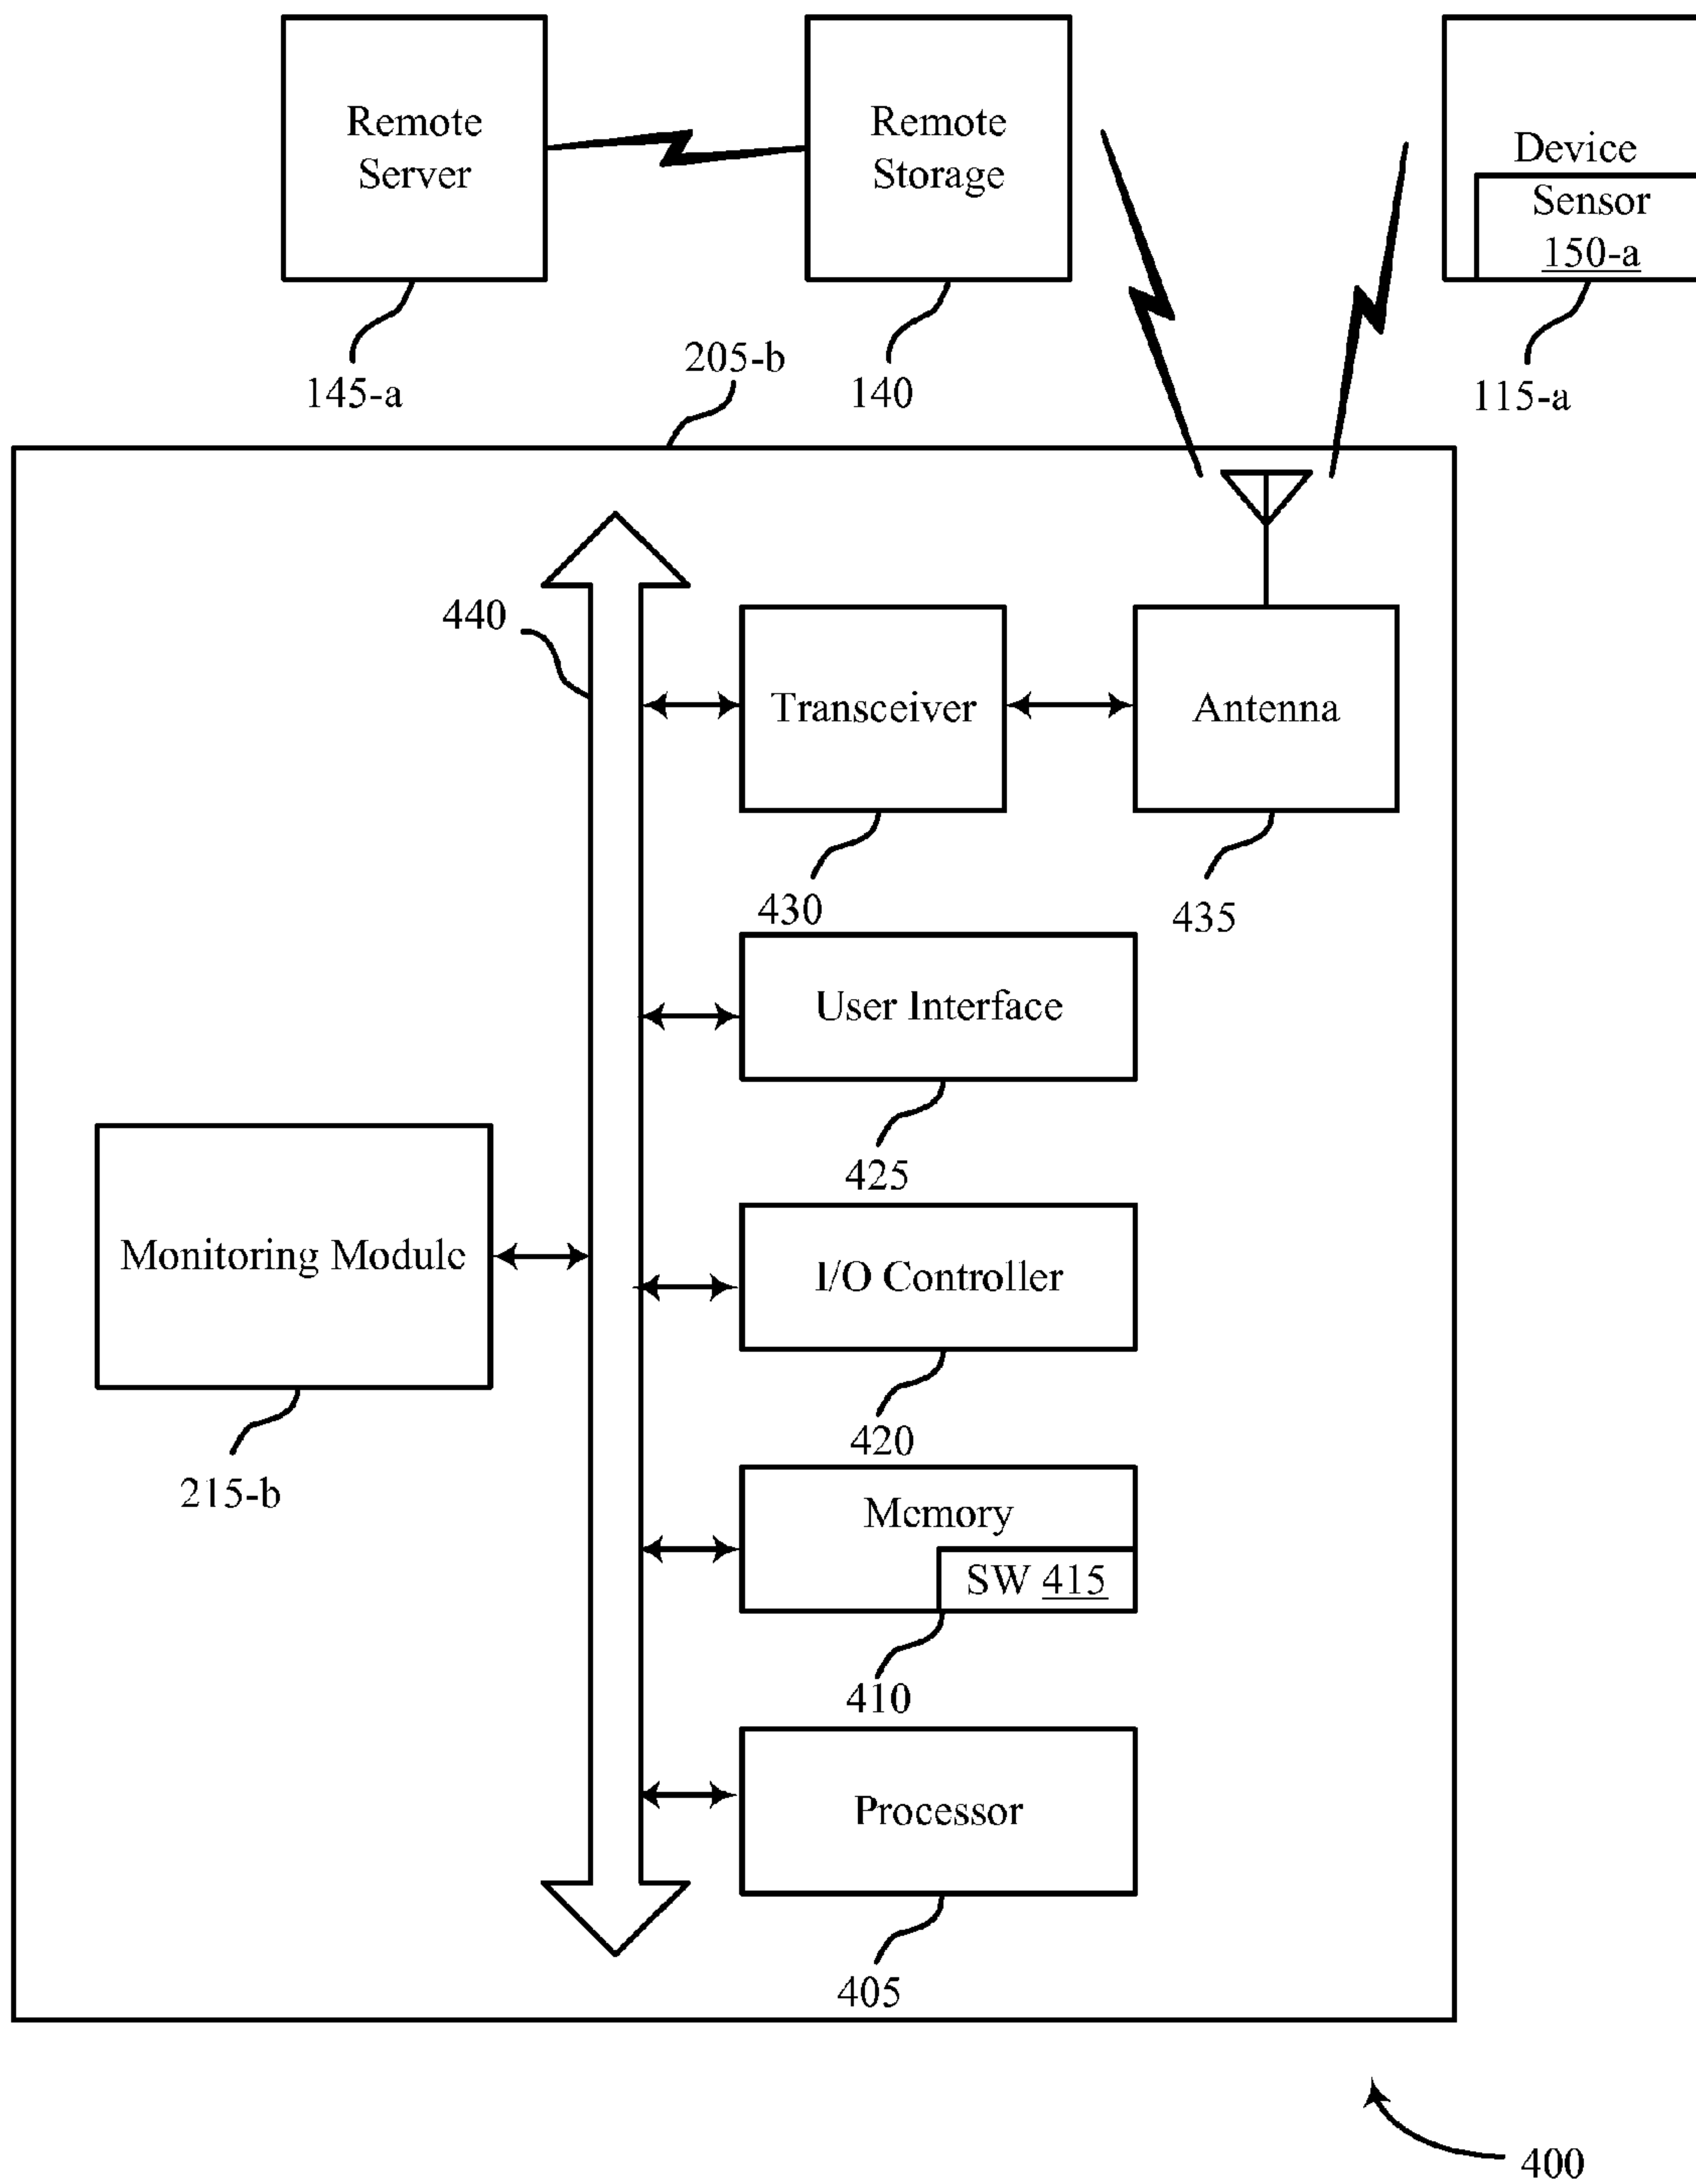 Remote
Server
Remote
Storage
Device
Sensor
150-a
145-a
205-b
140
115-a
440
Transceiver
Antenna
430
435
User Interface
425
Monitoring Module
I/O Controller
420
215-b
Memory
SW 415
410
Processor
405
400